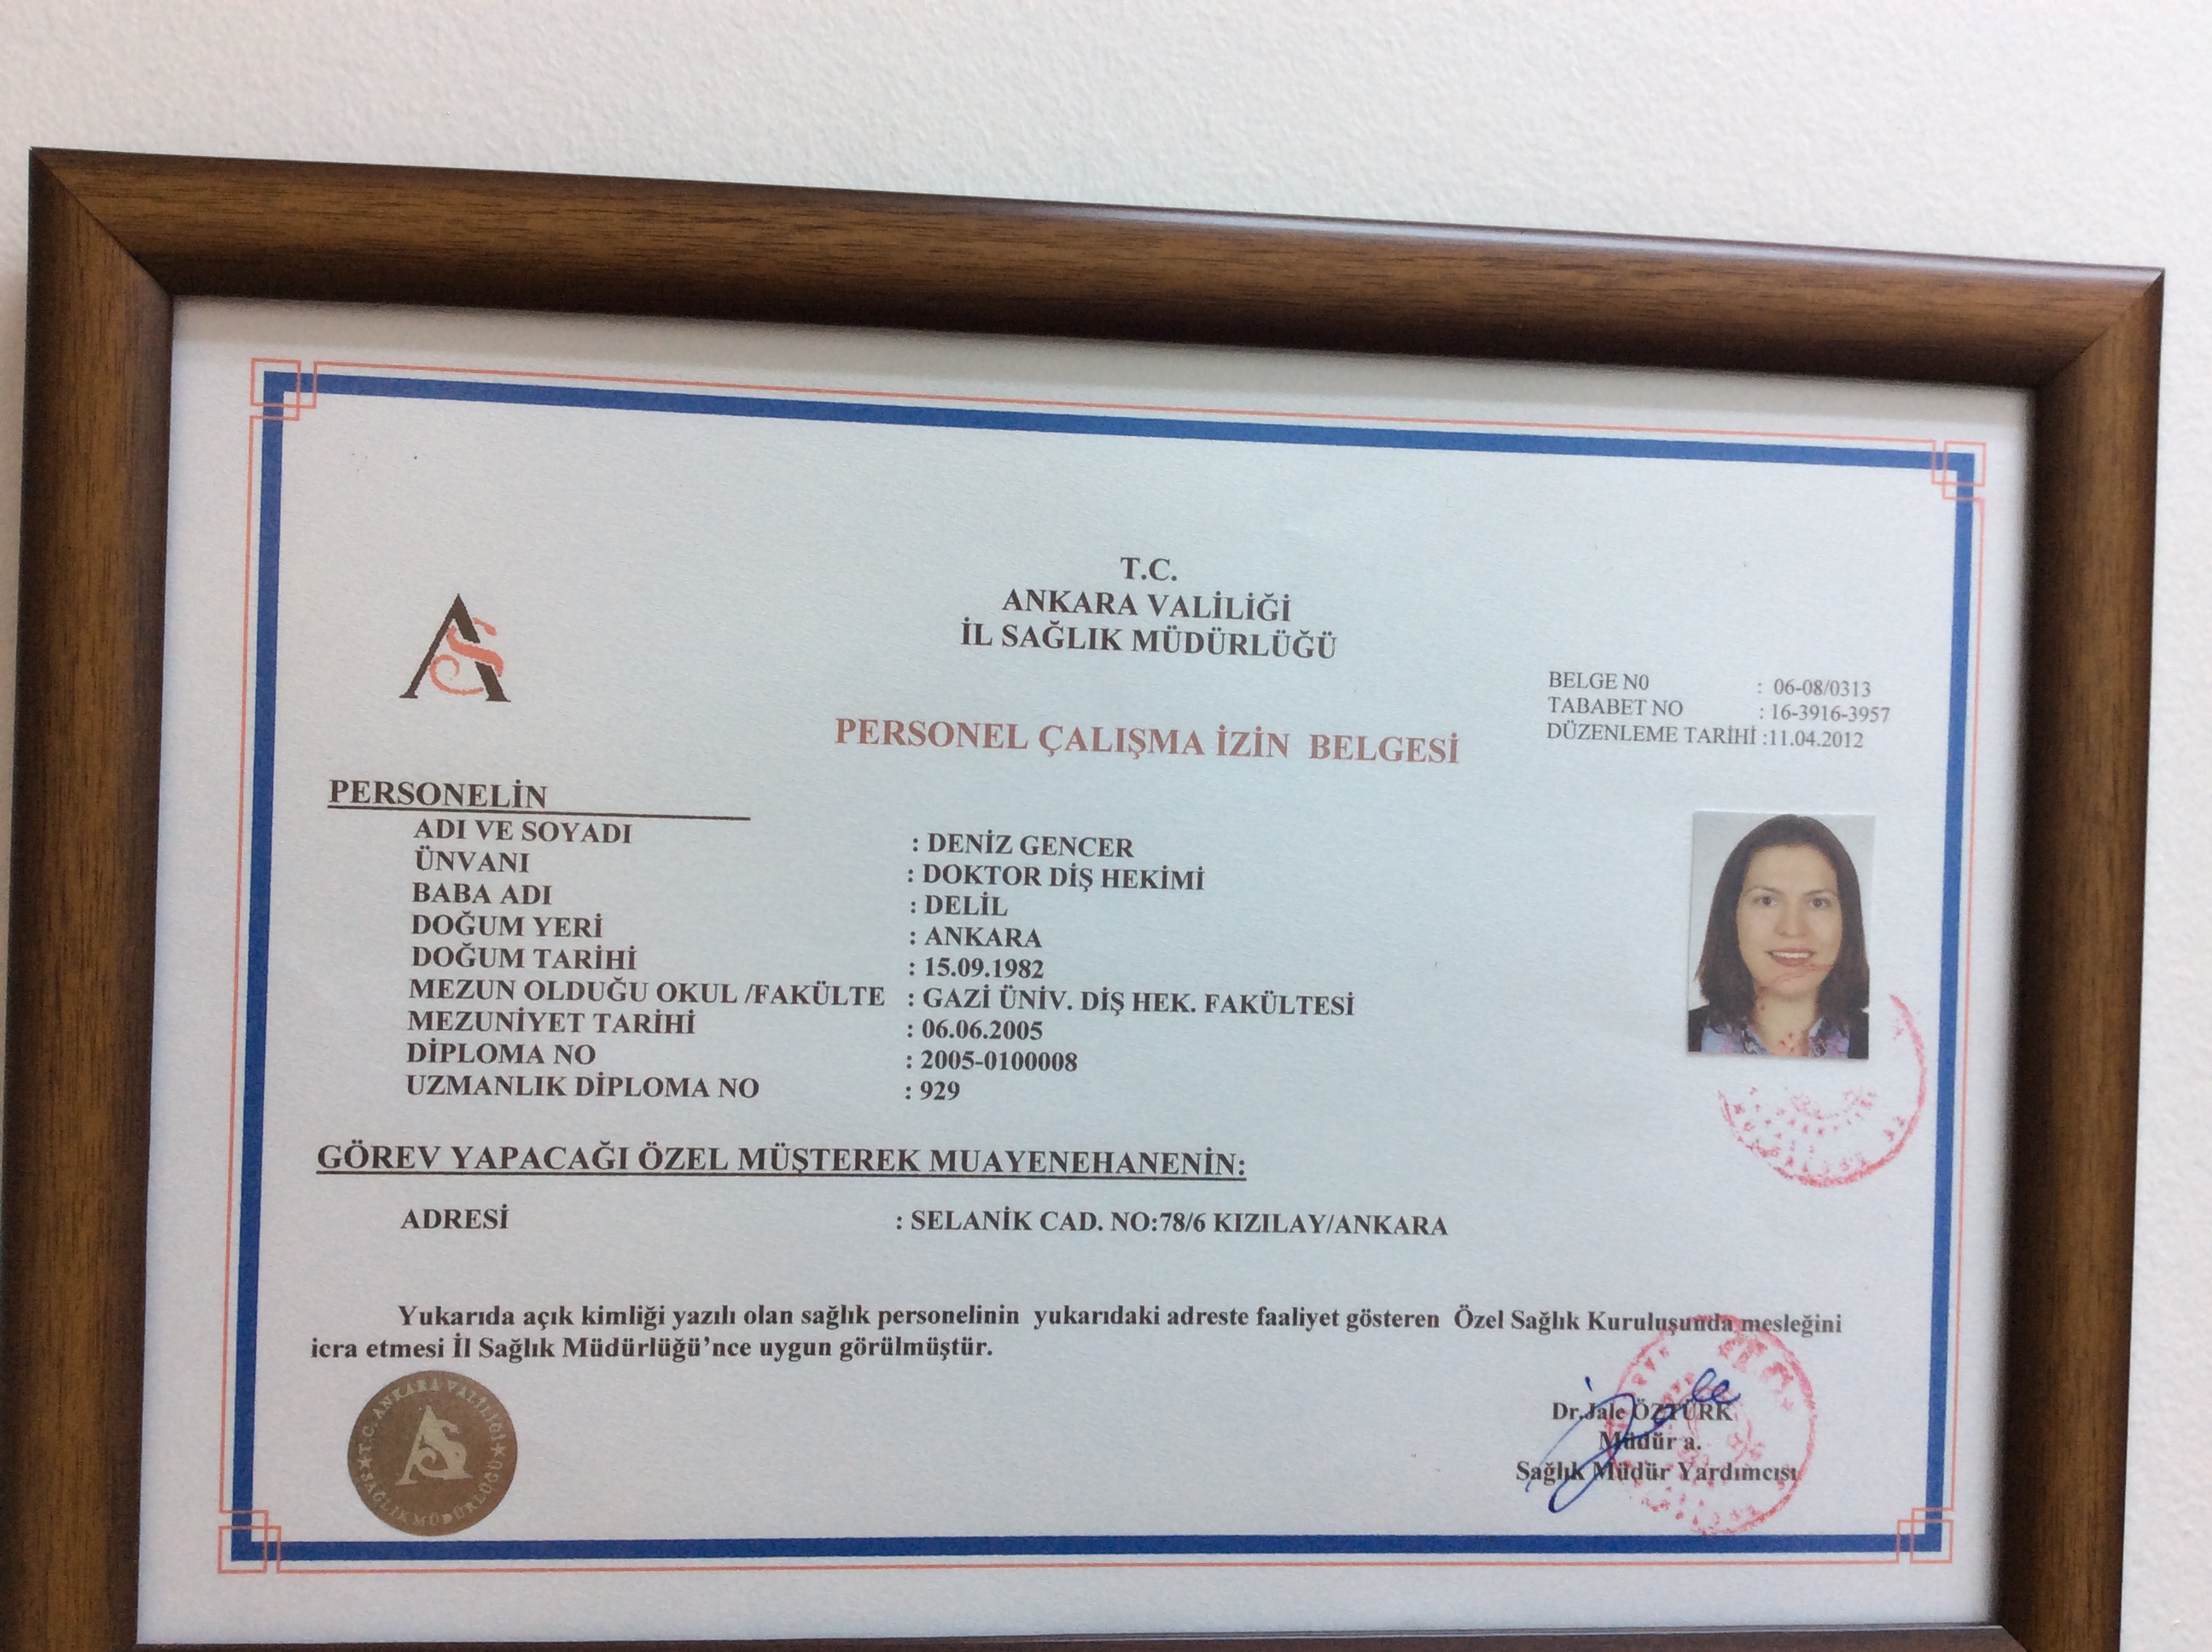 T.C.
ANKARA VALİLİĞİ
İL SAĞLIK MÜDÜRLÜĞÜ
BELGE N0 : 06-08/0313
TABABET NO : 16-3916-3957
DÜZENLEME TARİHİ :11.04.2012
PERSONEL ÇALIŞMA İZİN BELGESİ
PERSONELİN
ADI VE SOYADI : DENİZ GENCER
ÜNVANI : DOKTOR DİŞ HEKİMİ
BABA ADI : DELİL
DOĞUM YERİ : ANKARA
DOĞUM TARİHİ : 15.09.1982
MEZUN OLDUĞU OKUL /FAKÜLTE : GAZİ ÜNİV. DİŞ HEK. FAKÜLTESİ
MEZUNİYET TARİHİ : 06.06.2005
DİPLOMA NO : 2005-0100008
UZMANLIK DİPLOMA NO : 929
GÖREV YAPACAĞI ÖZEL MÜŞTEREK MUAYENEHANENİN:
ADRESİ : SELANİK CAD. NO:78/6 KIZILAY/ANKARA
Yukarıda açık kimliği yazılı olan sağlık personelinin yukarıdaki adreste faaliyet gösteren Özel Sağlık Kuruluşunda mesleğini
icra etmesi İl Sağlık Müdürlüğü'nce uygun görülmüştür.
T.C. ANKARA VALİLİĞİ
SAĞLIK MÜDÜRLÜĞÜ
Dr.Jale ÖZTÜRK
Müdür a.
Sağlık Müdür Yardımcısı